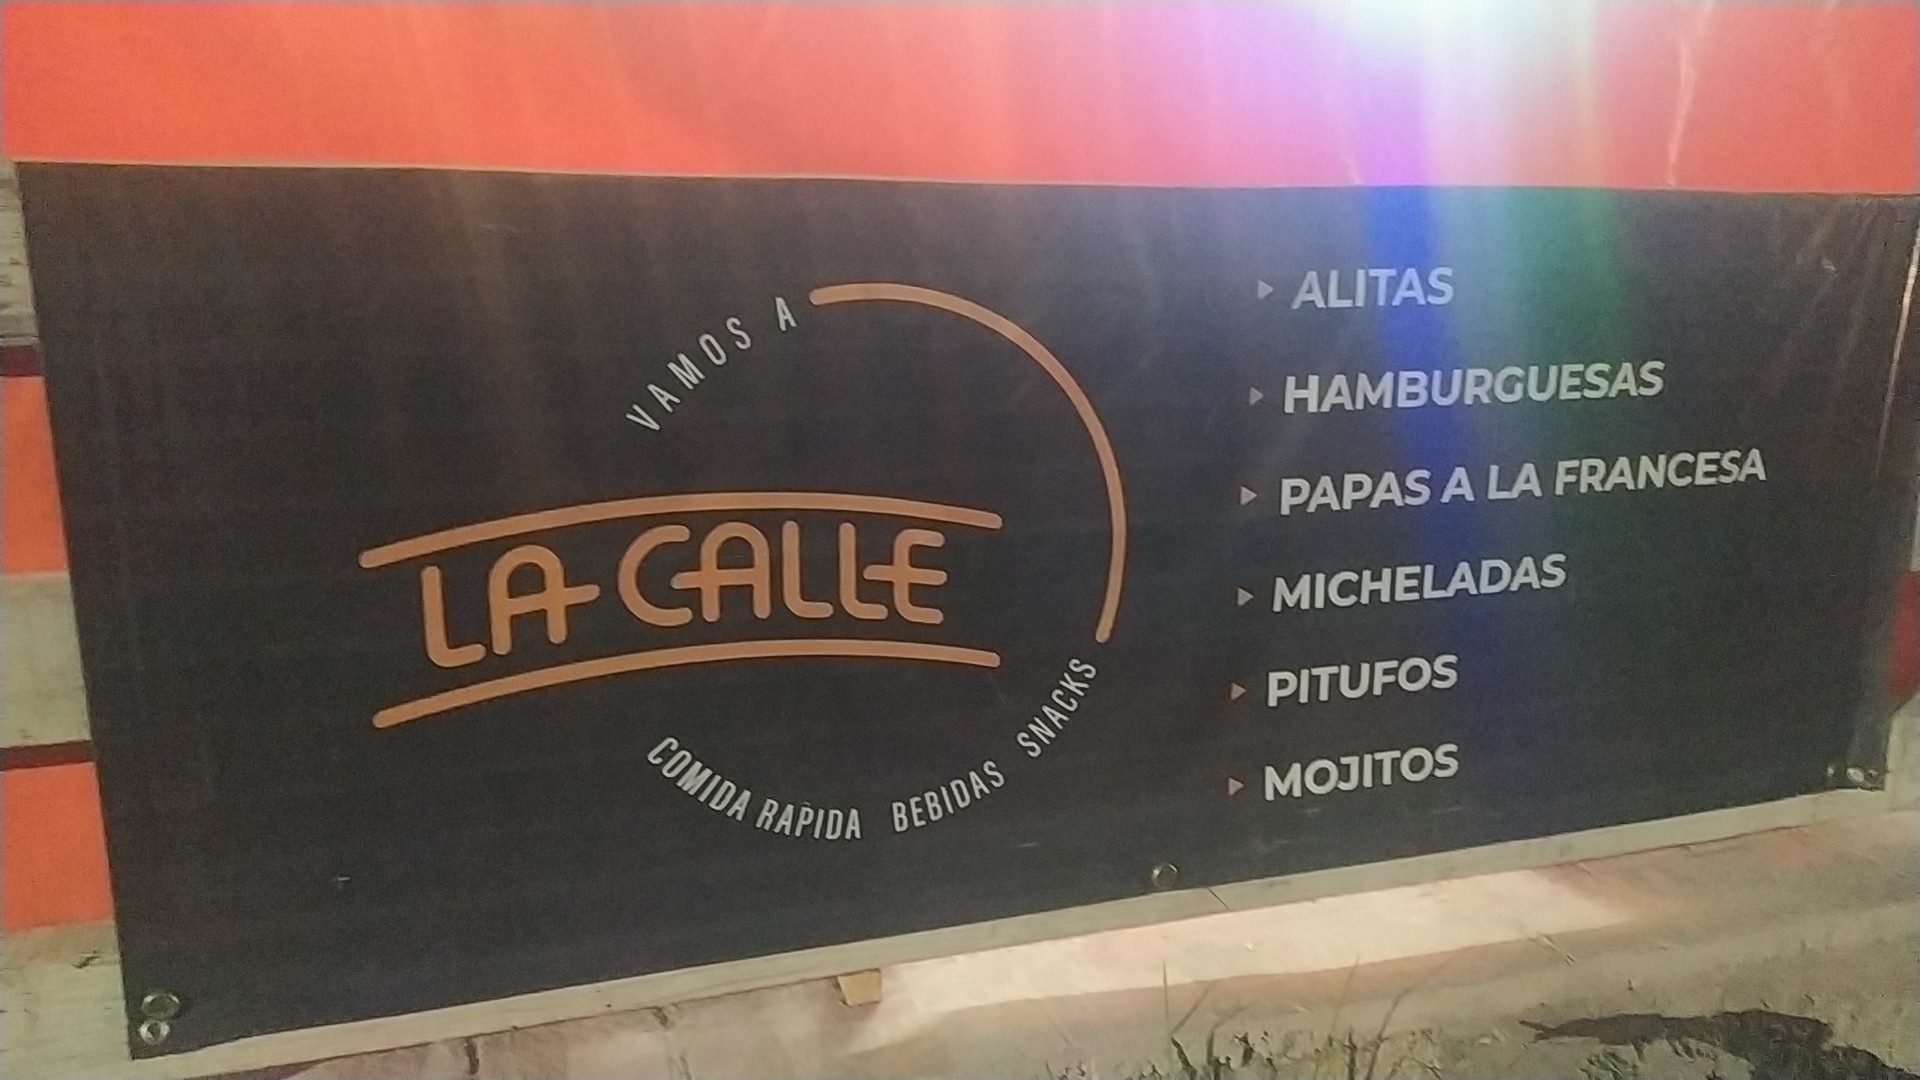 VAMOS A
LA CALLE
COMIDA RAPIDA BEBIDAS SNACKS
ALITAS
HAMBURGUESAS
PAPAS A LA FRANCESA
MICHELADAS
PITUFOS
MOJITOS